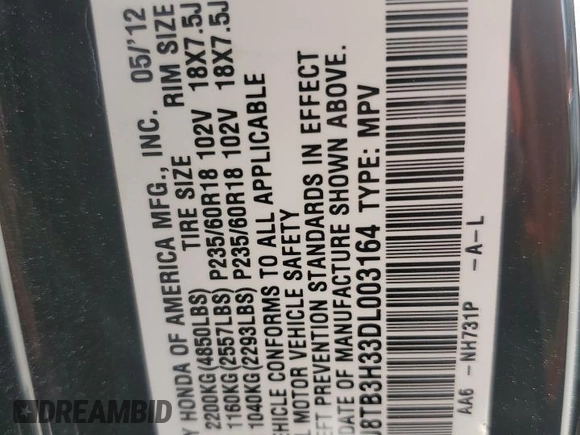 Y HONDA OF AMERICA MFG., INC. 05/'12
TIRE SIZE RIM SIZE
2200KG(4850LBS)
1160KG(2557LBS) P235/60R18 102V 18X7.5J
1040KG(2293LBS) P235/60R18 102V 18X7.5J
EHICLE CONFORMS TO ALL APPLICABLE
L MOTOR VEHICLE SAFETY
EFT PREVENTION STANDARDS IN EFFECT
DATE OF MANUFACTURE SHOWN ABOVE.
8TB3H33DL003164 TYPE: MPV
AA6 -NH731P -A-L
DREAMBID